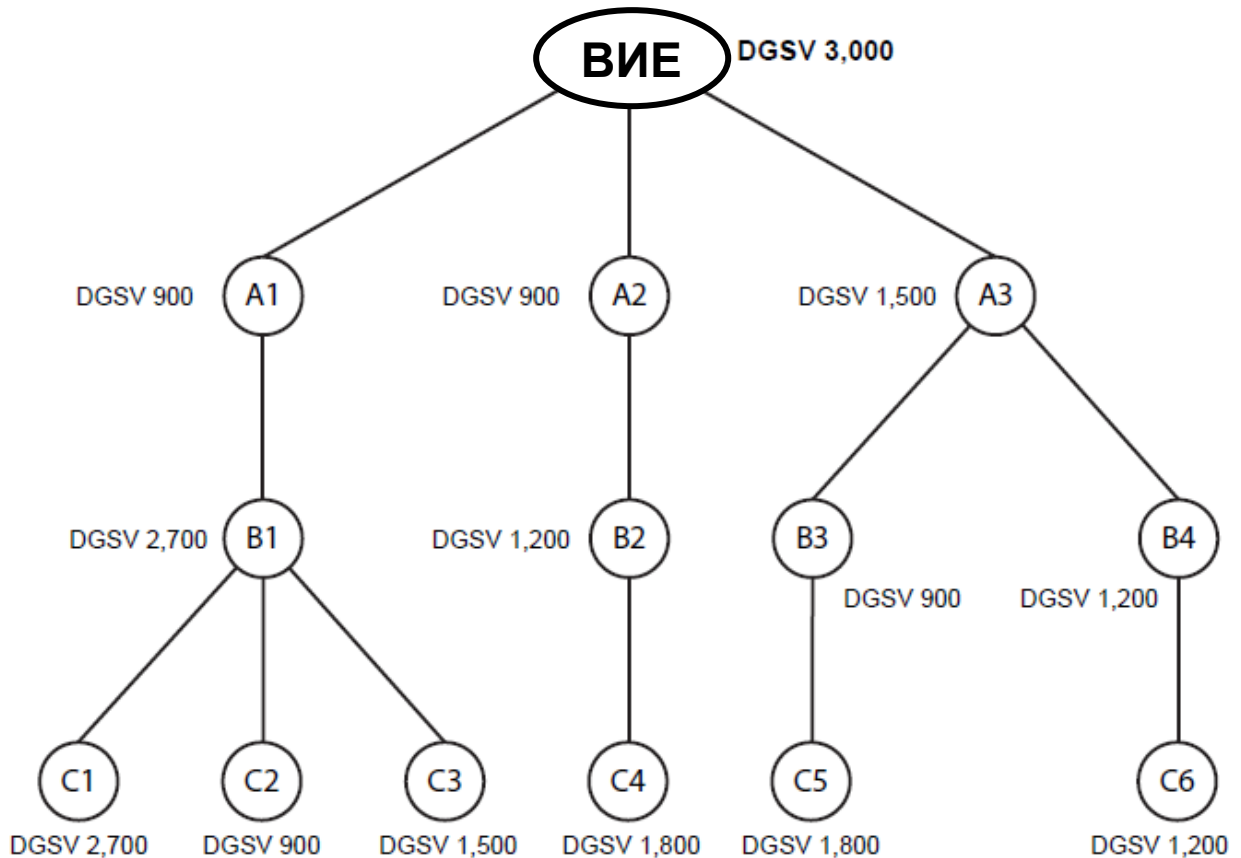 ВИЕ
DGSV 3,000
DGSV 900
A1
DGSV 900
A2
DGSV 1,500
A3
DGSV 2,700
B1
DGSV 1,200
B2
B3
B4
DGSV 900
DGSV 1,200
C1
C2
C3
C4
C5
C6
DGSV 2,700
DGSV 900
DGSV 1,500
DGSV 1,800
DGSV 1,800
DGSV 1,200